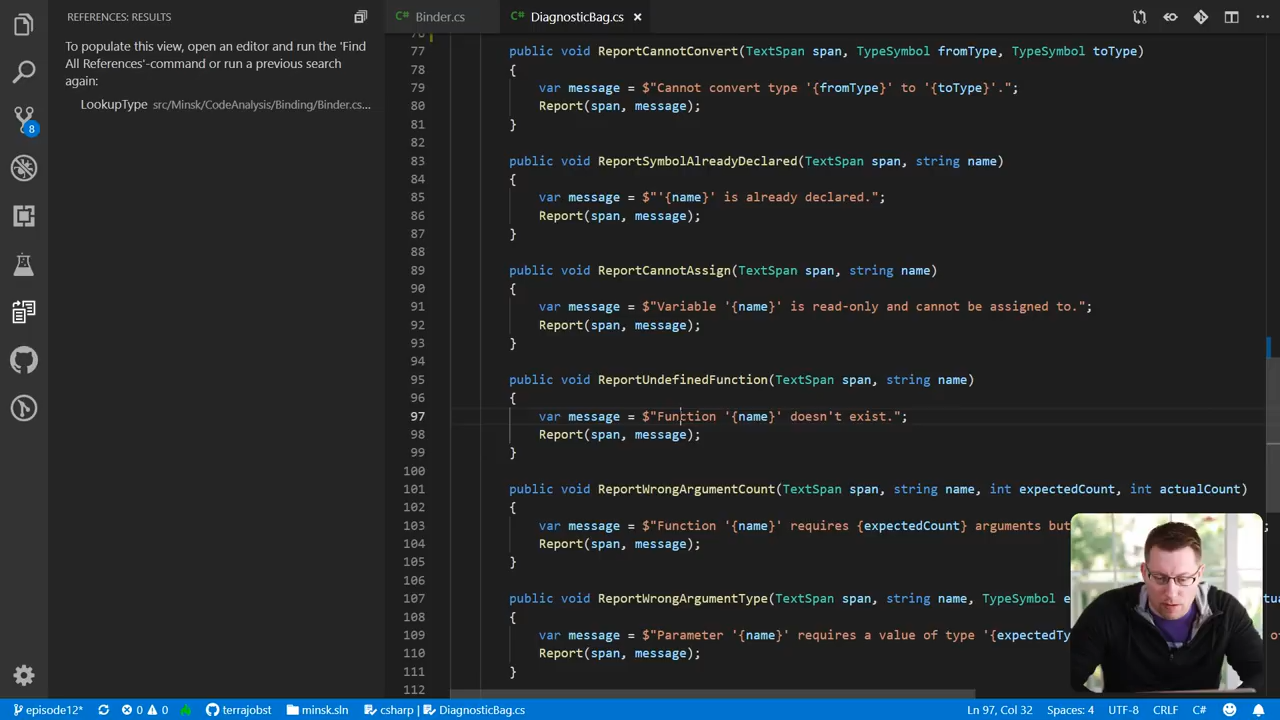 REFERENCES: RESULTS
To populate this view, open an editor and run the 'Find
All References'-command or run a previous search
again:
LookupType src/Minsk/CodeAnalysis/Binding/Binder.cs...
8
C# Binder.cs
C# DiagnosticBag.cs ×
76
77 public void ReportCannotConvert(TextSpan span, TypeSymbol fromType, TypeSymbol toType)
78 {
79 var message = $"Cannot convert type '{fromType}' to '{toType}'.";
80 Report(span, message);
81 }
82
83 public void ReportSymbolAlreadyDeclared(TextSpan span, string name)
84 {
85 var message = $"'{name}' is already declared.";
86 Report(span, message);
87 }
88
89 public void ReportCannotAssign(TextSpan span, string name)
90 {
91 var message = $"Variable '{name}' is read-only and cannot be assigned to.";
92 Report(span, message);
93 }
94
95 public void ReportUndefinedFunction(TextSpan span, string name)
96 {
97 var message = $"Function '{name}' doesn't exist.";
98 Report(span, message);
99 }
100
101 public void ReportWrongArgumentCount(TextSpan span, string name, int expectedCount, int actualCount)
102 {
103 var message = $"Function '{name}' requires {expectedCount} arguments but
104 Report(span, message);
105 }
106
107 public void ReportWrongArgumentType(TextSpan span, string name, TypeSymbol
108 {
109 var message = $"Parameter '{name}' requires a value of type '{expectedTy
110 Report(span, message);
111 }
112
episode12* 0 0 terrajobst minsk.sln csharp | DiagnosticBag.cs Ln 97, Col 32 Spaces: 4 UTF-8 CRLF C#